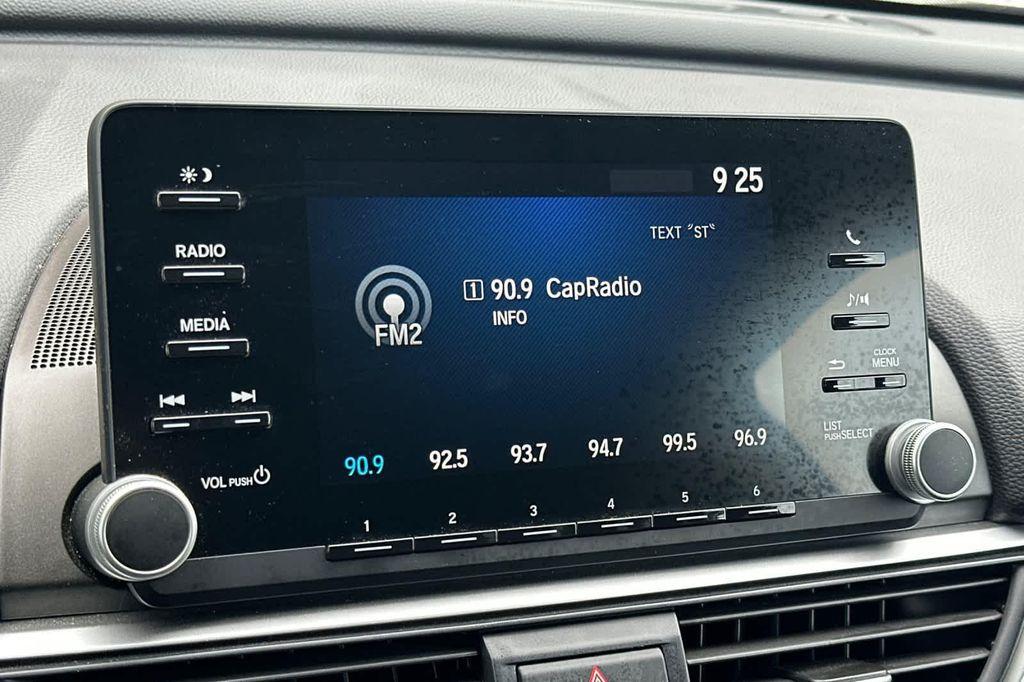 9 25
TEXT "ST"
RADIO
1 90.9 CapRadio
INFO
FM2
MEDIA
CLOCK
MENU
LIST
PUSH SELECT
90.9 92.5 93.7 94.7 99.5 96.9
VOL PUSH
1 2 3 4 5 6